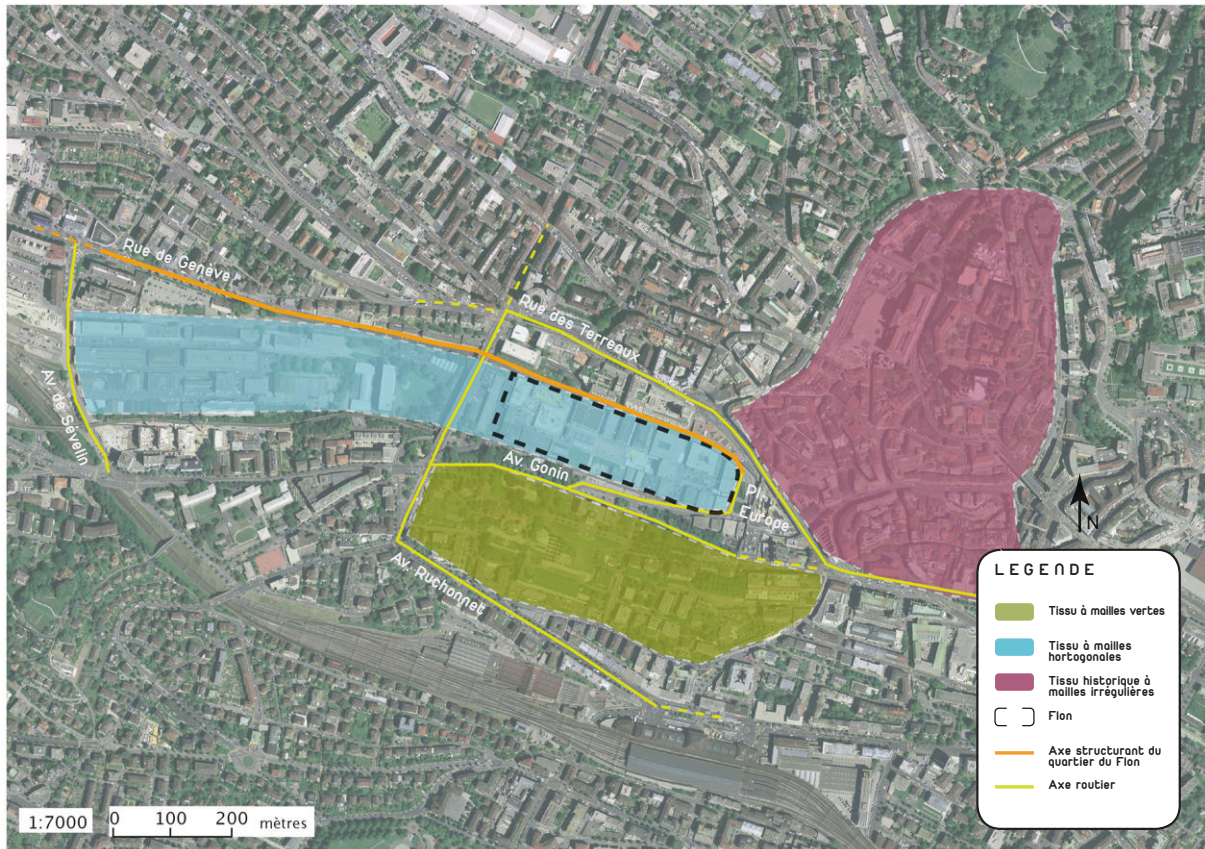 Rue de Genève
Rue des Terreaux
Av. de Sévelin
Av. Gonin
Pl.
Europe
Av. Ruchonnet
N
LEGENDE
Tissu à mailles vertes
Tissu à mailles
hortogonales
Tissu historique à
mailles irrégulières
Flon
Axe structurant du
quartier du Flon
Axe routier
1:7000
0 100 200 mètres